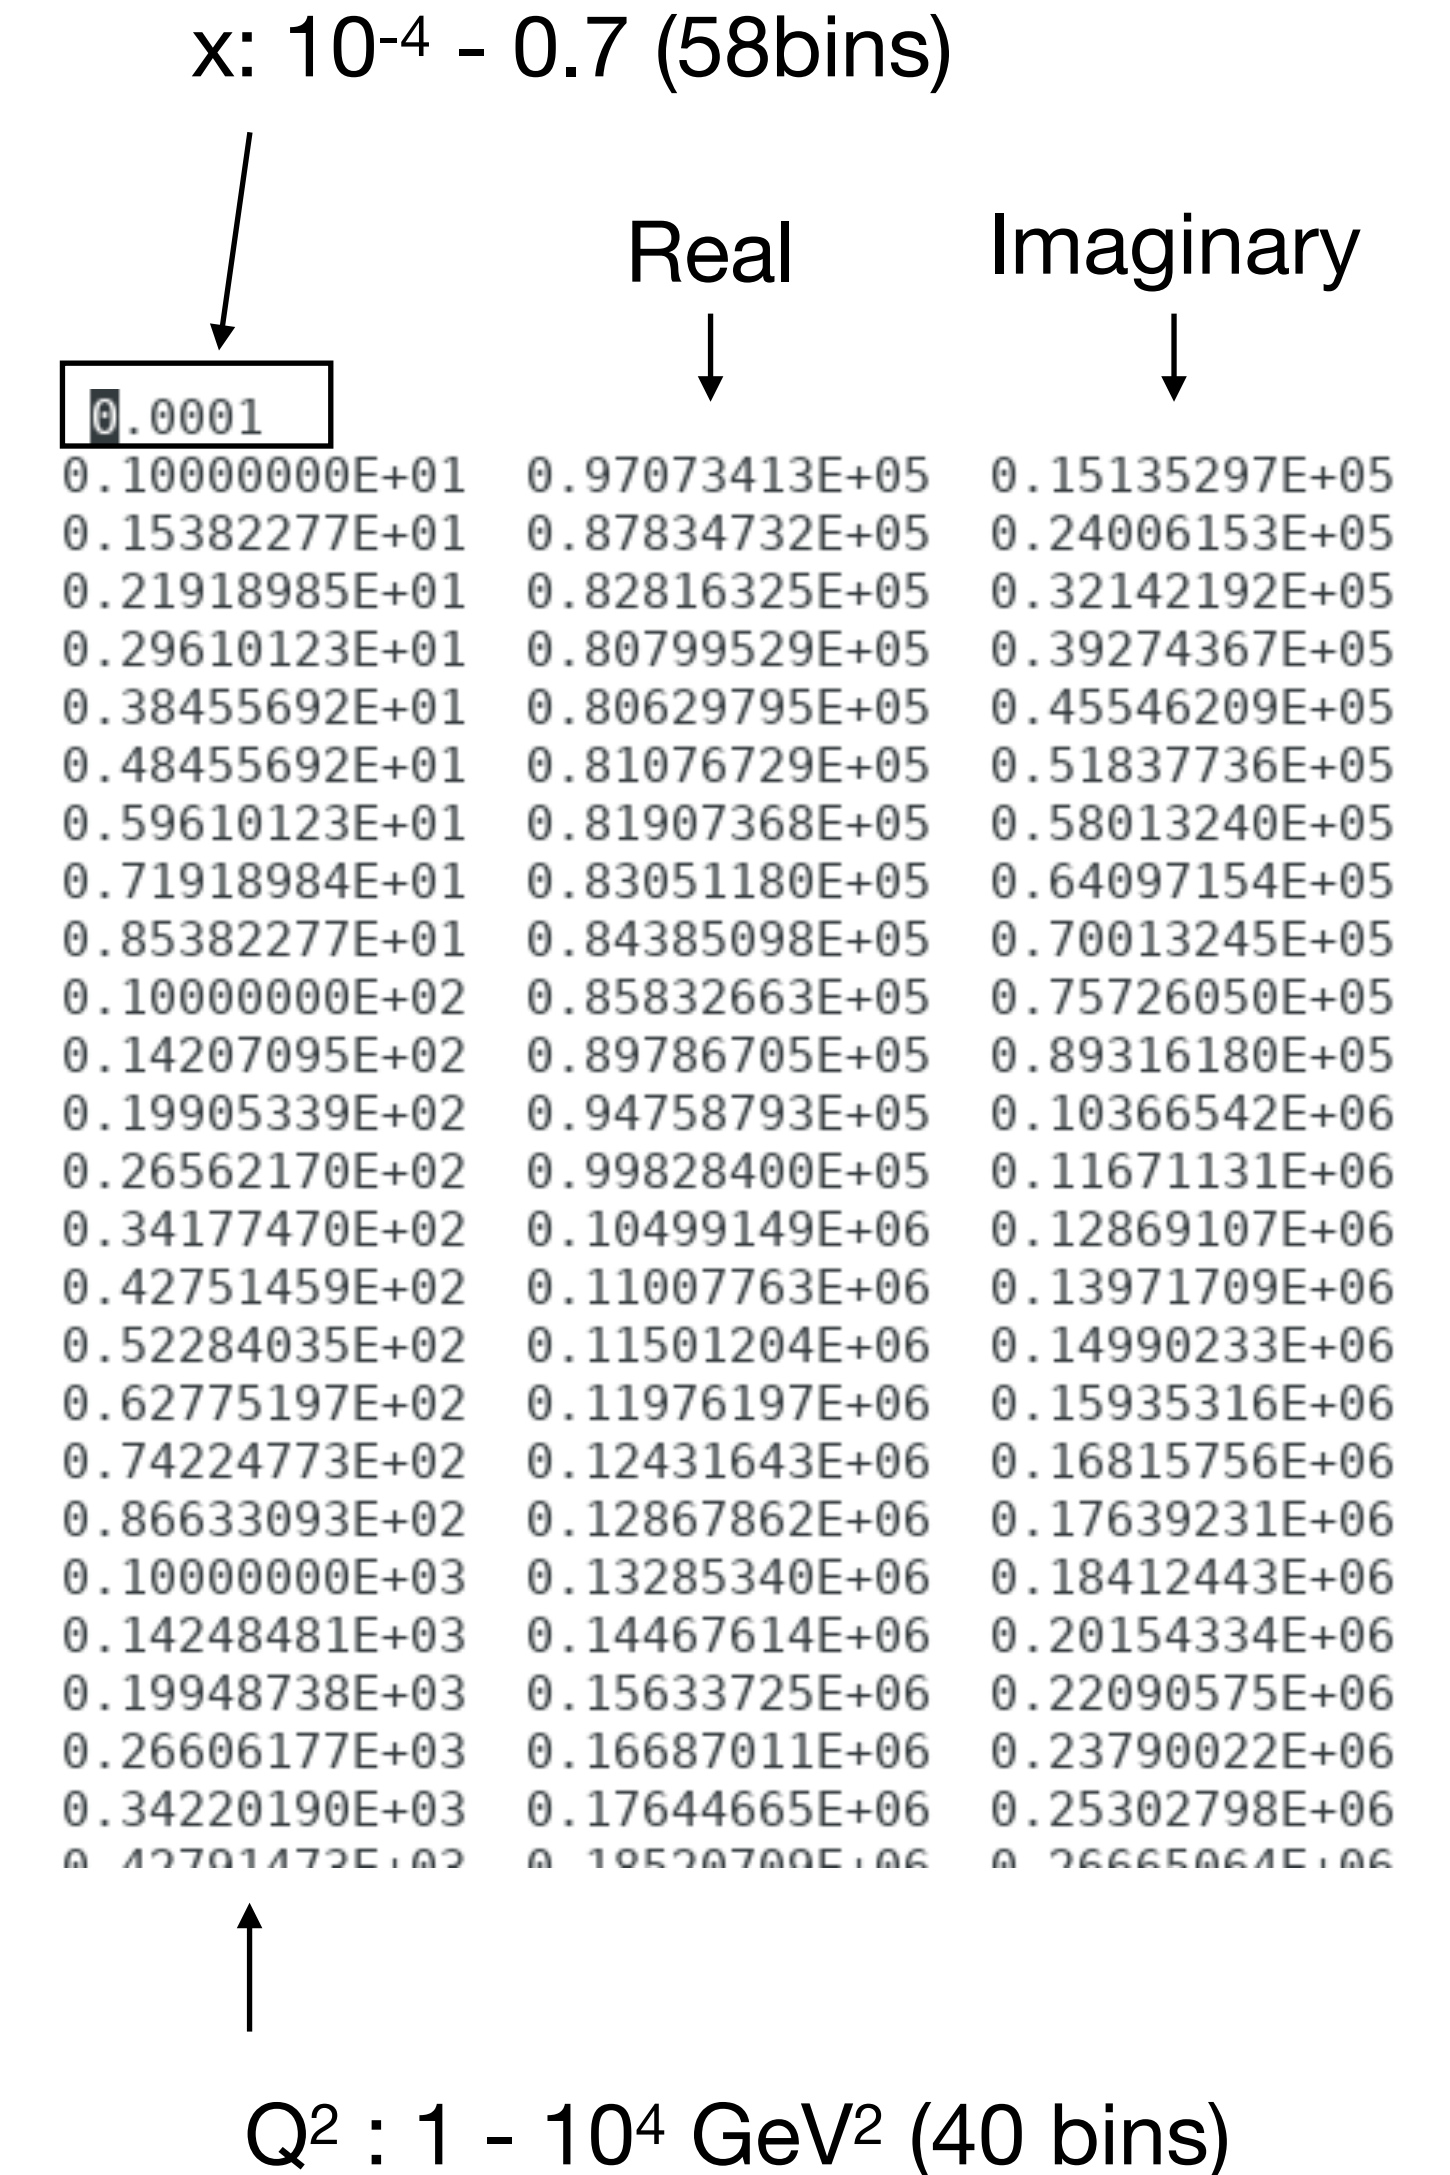 x: 10-4 - 0.7 (58bins)
Real Imaginary
0.0001
0.10000000E+01 0.97073413E+05 0.15135297E+05
0.15382277E+01 0.87834732E+05 0.24006153E+05
0.21918985E+01 0.82816325E+05 0.32142192E+05
0.29610123E+01 0.80799529E+05 0.39274367E+05
0.38455692E+01 0.80629795E+05 0.45546209E+05
0.48455692E+01 0.81076729E+05 0.51837736E+05
0.59610123E+01 0.81907368E+05 0.58013240E+05
0.71918984E+01 0.83051180E+05 0.64097154E+05
0.85382277E+01 0.84385098E+05 0.70013245E+05
0.10000000E+02 0.85832663E+05 0.75726050E+05
0.14207095E+02 0.89786705E+05 0.89316180E+05
0.19905339E+02 0.94758793E+05 0.10366542E+06
0.26562170E+02 0.99828400E+05 0.11671131E+06
0.34177470E+02 0.10499149E+06 0.12869107E+06
0.42751459E+02 0.11007763E+06 0.13971709E+06
0.52284035E+02 0.11501204E+06 0.14990233E+06
0.62775197E+02 0.11976197E+06 0.15935316E+06
0.74224773E+02 0.12431643E+06 0.16815756E+06
0.86633093E+02 0.12867862E+06 0.17639231E+06
0.10000000E+03 0.13285340E+06 0.18412443E+06
0.14248481E+03 0.14467614E+06 0.20154334E+06
0.19948738E+03 0.15633725E+06 0.22090575E+06
0.26606177E+03 0.16687011E+06 0.23790022E+06
0.34220190E+03 0.17644665E+06 0.25302798E+06
0.42791473E+03 0.18520709E+06 0.26665064E+06
Q2 : 1 - 104 GeV2 (40 bins)